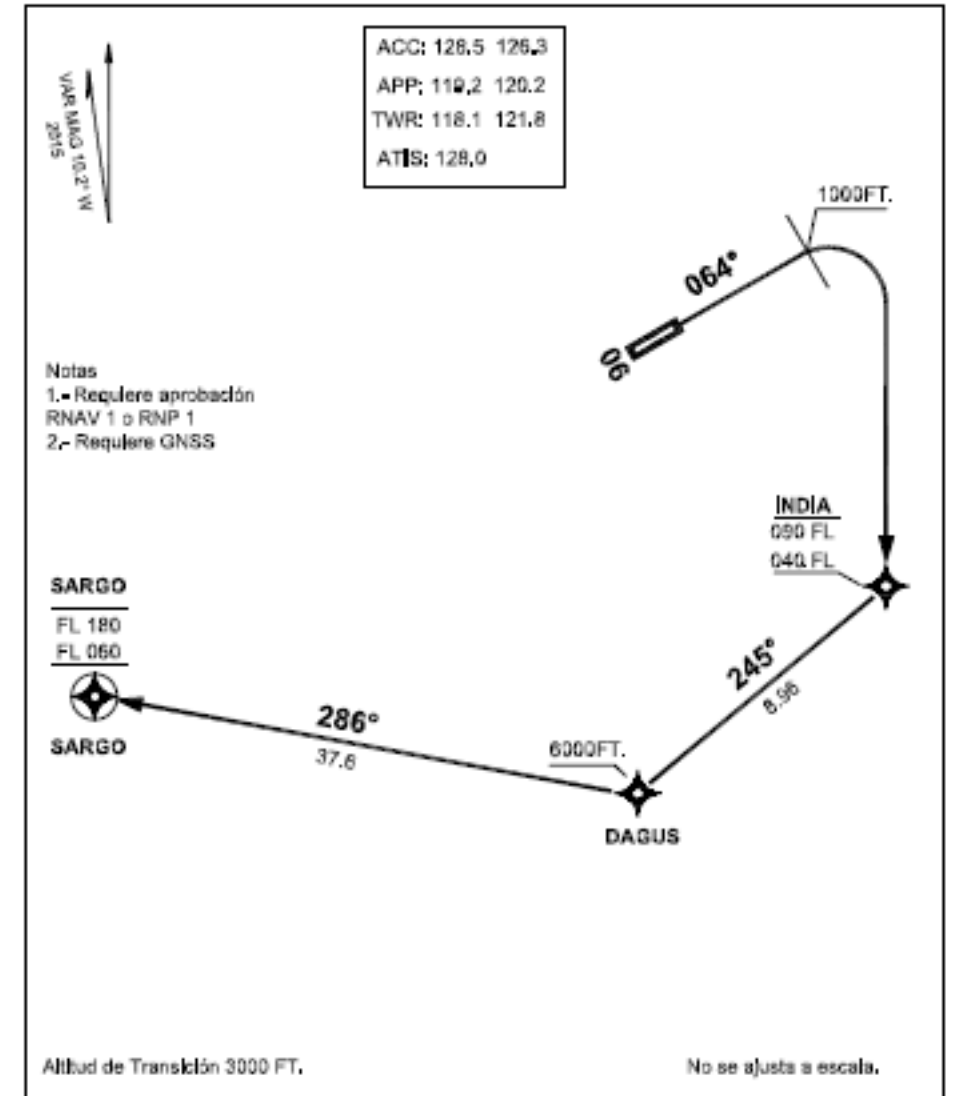 ACC: 128.5 126.3
APP: 119.2 120.2
TWR: 118.1 121.8
ATIS: 128.0
VAR MAG 10.2° W
2015
1000FT.
064°
06
Notas
1.- Requiere aprobación
RNAV 1 o RNP 1
2.- Requiere GNSS
INDIA
090 FL
040 FL
SARGO
FL 180
FL 060
245°
8.96
SARGO
286°
37.6
6000FT.
DAGUS
Altitud de Transición 3000 FT.
No se ajusta a escala.